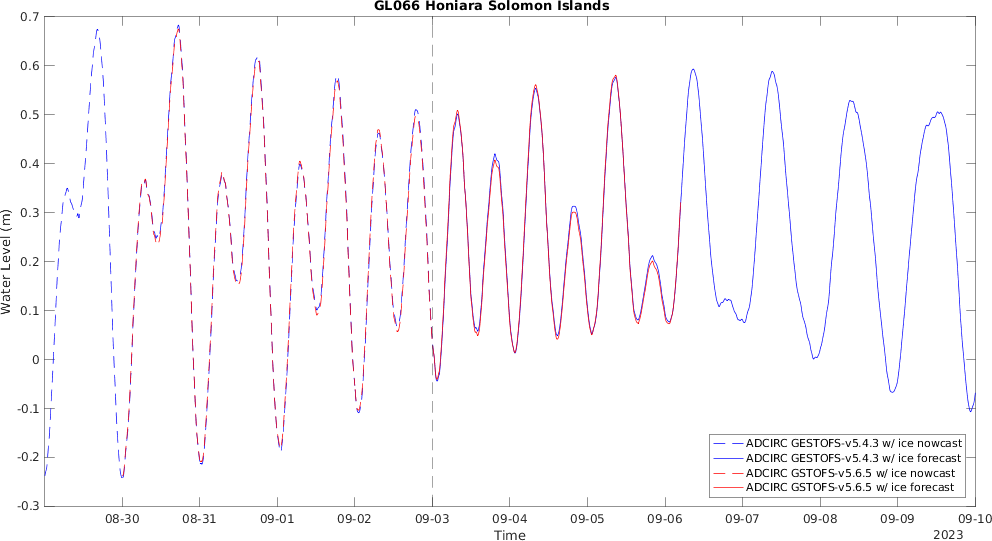 GL066 Honiara Solomon Islands
Water Level (m)
0.7
0.6
0.5
0.4
0.3
0.2
0.1
0
-0.1
-0.2
-0.3
ADCIRC GESTOFS-v5.4.3 w/ ice nowcast
ADCIRC GESTOFS-v5.4.3 w/ ice forecast
ADCIRC GSTOFS-v5.6.5 w/ ice nowcast
ADCIRC GSTOFS-v5.6.5 w/ ice forecast
08-30 08-31 09-01 09-02 09-03 09-04 09-05 09-06 09-07 09-08 09-09 09-10
Time
2023